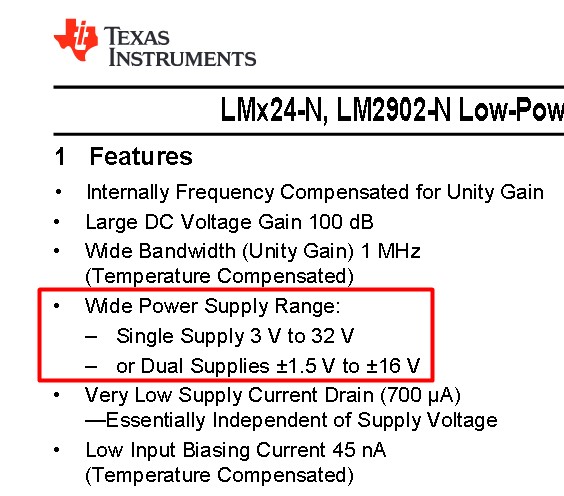 TEXAS
INSTRUMENTS
LMx24-N, LM2902-N Low-Pow
1 Features
• Internally Frequency Compensated for Unity Gain
• Large DC Voltage Gain 100 dB
• Wide Bandwidth (Unity Gain) 1 MHz
(Temperature Compensated)
• Wide Power Supply Range:
– Single Supply 3 V to 32 V
– or Dual Supplies ±1.5 V to ±16 V
• Very Low Supply Current Drain (700 μA)
—Essentially Independent of Supply Voltage
• Low Input Biasing Current 45 nA
(Temperature Compensated)